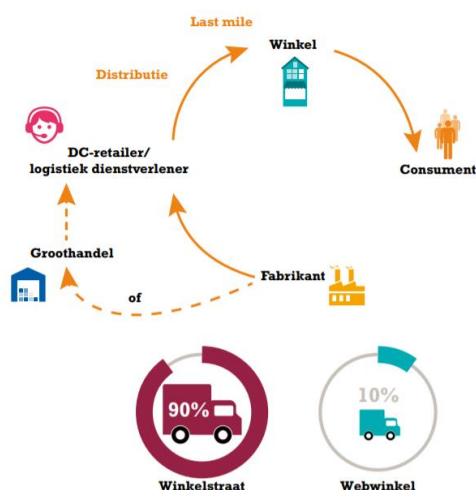 Last mile
Winkel
Distributie
DC-retailer/
logistiek dienstverlener
Consument
Groothandel
of
Fabrikant
90%
10%
Winkelstraat
Webwinkel